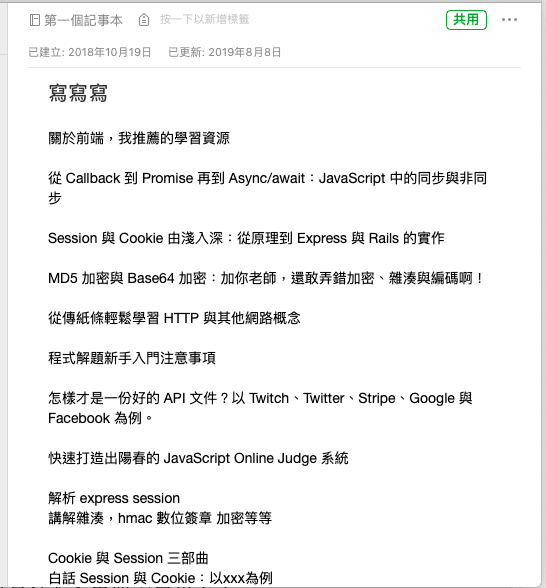 第一個記事本 按一下以新增標籤 共用
已建立: 2018年10月19日 已更新: 2019年8月8日
寫寫寫
關於前端，我推薦的學習資源
從 Callback 到 Promise 再到 Async/await：JavaScript 中的同步與非同
步
Session 與 Cookie 由淺入深：從原理到 Express 與 Rails 的實作
MD5 加密與 Base64 加密：加你老師，還敢弄錯加密、雜湊與編碼啊！
從傳紙條輕鬆學習 HTTP 與其他網路概念
程式解題新手入門注意事項
怎樣才是一份好的 API 文件？以 Twitch、Twitter、Stripe、Google 與
Facebook 為例。
快速打造出陽春的 JavaScript Online Judge 系統
解析 express session
講解雜湊，hmac 數位簽章 加密等等
Cookie 與 Session 三部曲
白話 Session 與 Cookie：以xxx為例